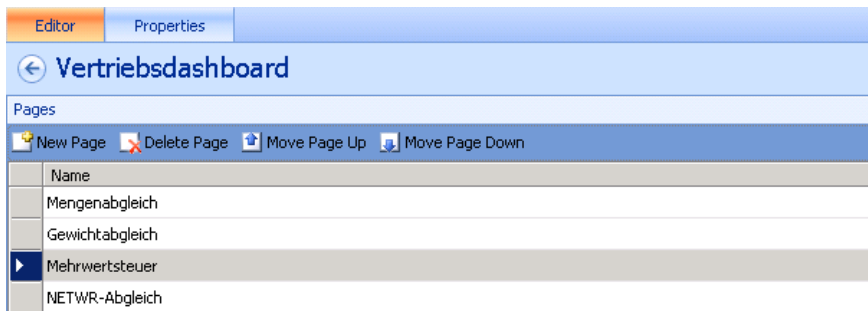 Editor Properties
Vertriebsdashboard
Pages
New Page Delete Page Move Page Up Move Page Down
Name
Mengenabgleich
Gewichtabgleich
Mehrwertsteuer
NETWR-Abgleich